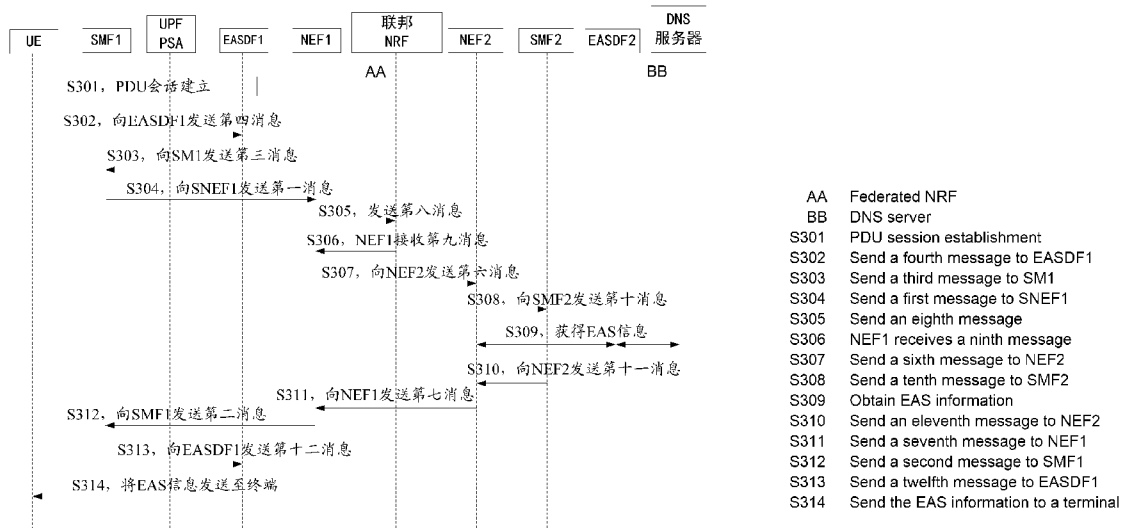 UE
SMF1
UPF
PSA
EASDF1
NEF1
联邦
NRF
NEF2
SMF2
EASDF2
DNS
服务器
AA
BB
S301，PDU会话建立
S302，向EASDF1发送第四消息
S303，向SM1发送第三消息
S304，向SNEF1发送第一消息
S305，发送第八消息
S306，NEF1接收第九消息
S307，向NEF2发送第六消息
S308，向SMF2发送第十消息
S309，获得EAS信息
S310，向NEF2发送第十一消息
S311，向NEF1发送第七消息
S312，向SMF1发送第二消息
S313，向EASDF1发送第十二消息
S314，将EAS信息发送至终端
AA Federated NRF
BB DNS server
S301 PDU session establishment
S302 Send a fourth message to EASDF1
S303 Send a third message to SM1
S304 Send a first message to SNEF1
S305 Send an eighth message
S306 NEF1 receives a ninth message
S307 Send a sixth message to NEF2
S308 Send a tenth message to SMF2
S309 Obtain EAS information
S310 Send an eleventh message to NEF2
S311 Send a seventh message to NEF1
S312 Send a second message to SMF1
S313 Send a twelfth message to EASDF1
S314 Send the EAS information to a terminal